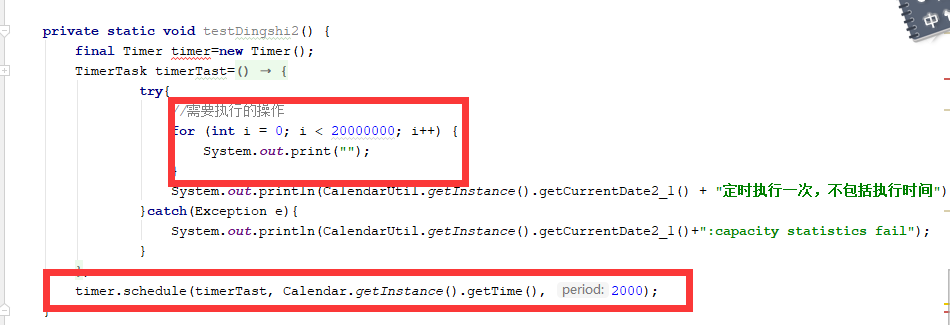 中
private static void testDingshi2() {
final Timer timer=new Timer();
TimerTask timerTast=() → {
try{
//需要执行的操作
for (int i = 0; i < 20000000; i++) {
System.out.print("");
}
System.out.println(CalendarUtil.getInstance().getCurrentDate2_1() + "定时执行一次，不包括执行时间")
}catch(Exception e){
System.out.println(CalendarUtil.getInstance().getCurrentDate2_1()+":capacity statistics fail");
}
};
timer.schedule(timerTast, Calendar.getInstance().getTime(), period: 2000);
}